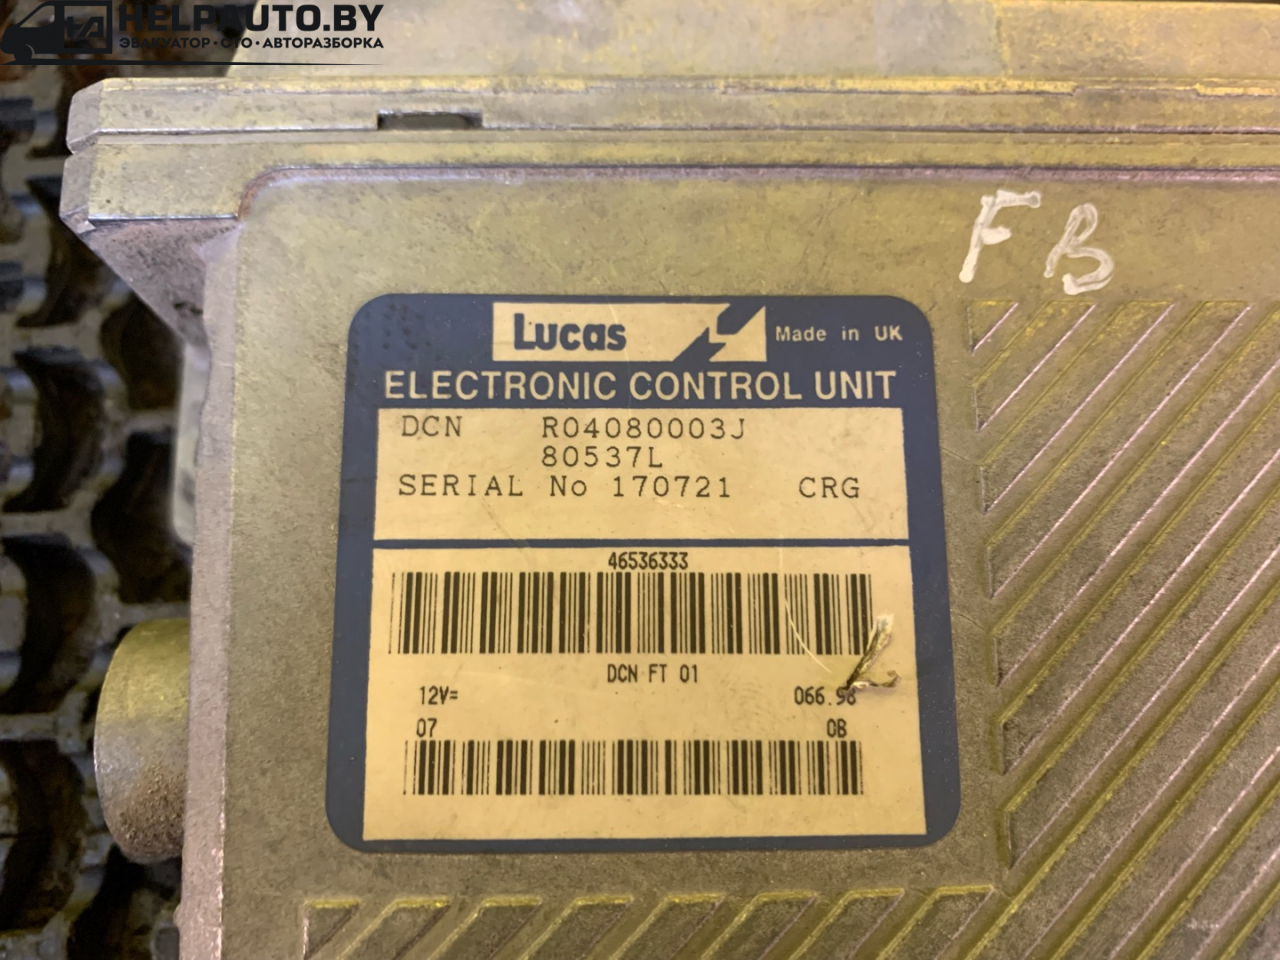 HELPAUTO.BY
ЭВАКУАТОР • СТО • АВТОРАЗБОРКА
FB
Lucas
Made in UK
ELECTRONIC CONTROL UNIT
DCN R04080003J
80537L
SERIAL No 170721 CRG
46536333
DCN FT 01
12V= 066.98
07 0B